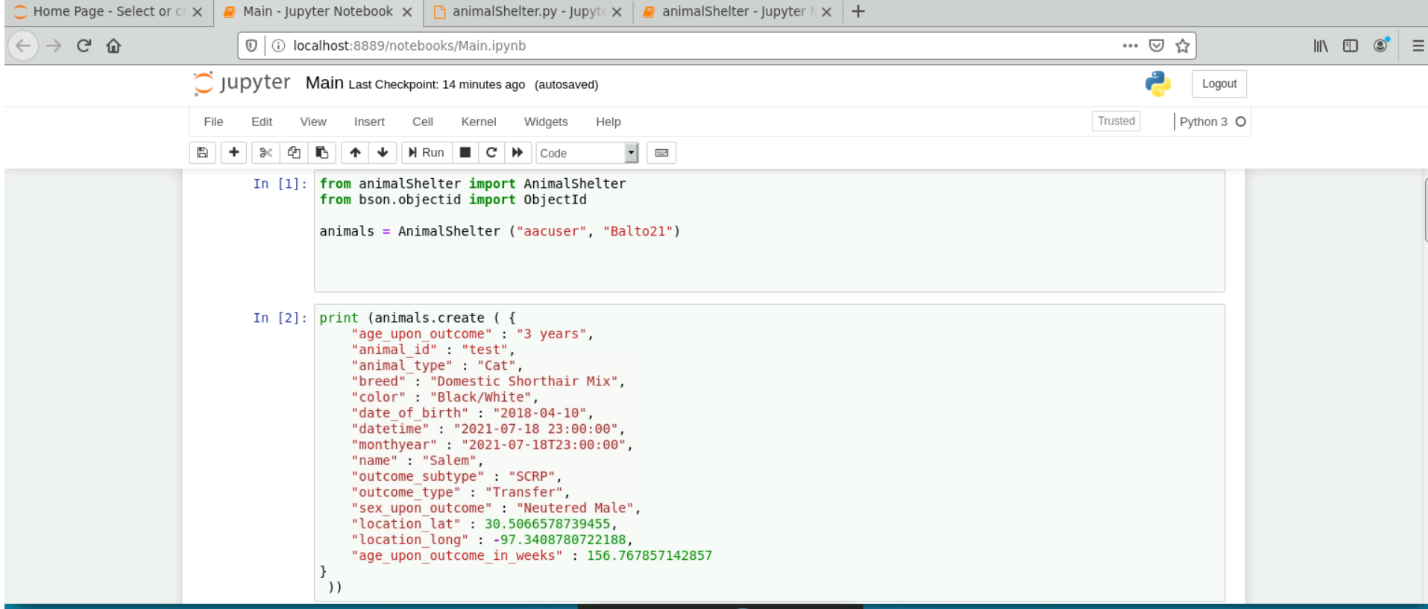 Home Page - Select or cr
Main - Jupyter Notebook
animalShelter.py - Jupyt
animalShelter - Jupyter
localhost:8889/notebooks/Main.ipynb
jupyter Main Last Checkpoint: 14 minutes ago (autosaved)
Logout
File Edit View Insert Cell Kernel Widgets Help
Trusted
Python 3
Run
Code
In [1]: from animalShelter import AnimalShelter
from bson.objectid import ObjectId
animals = AnimalShelter ("aacuser", "Balto21")
In [2]: print (animals.create ( {
"age_upon_outcome" : "3 years",
"animal_id" : "test",
"animal_type" : "Cat",
"breed" : "Domestic Shorthair Mix",
"color" : "Black/White",
"date_of_birth" : "2018-04-10",
"datetime" : "2021-07-18 23:00:00",
"monthyear" : "2021-07-18T23:00:00",
"name" : "Salem",
"outcome_subtype" : "SCRP",
"outcome_type" : "Transfer",
"sex_upon_outcome" : "Neutered Male",
"location_lat" : 30.5066578739455,
"location_long" : -97.3408780722188,
"age_upon_outcome_in_weeks" : 156.767857142857
}
))